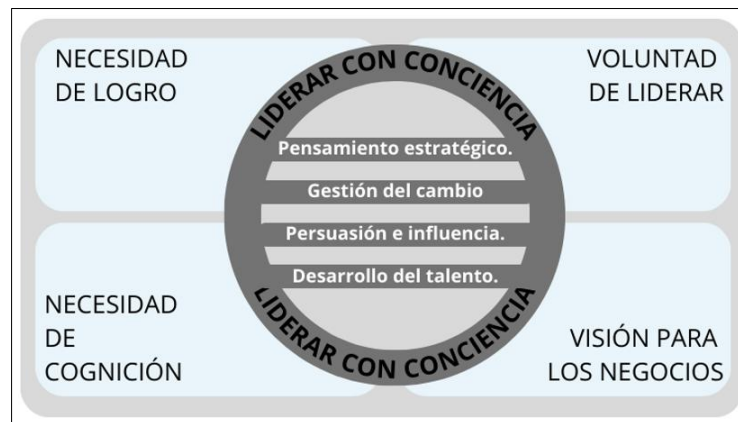 NECESIDAD
DE LOGRO
VOLUNTAD
DE LIDERAR
LIDERAR CON CONCIENCIA
Pensamiento estratégico.
Gestión del cambio
Persuasión e influencia.
Desarrollo del talento.
LIDERAR CON CONCIENCIA
NECESIDAD
DE
COGNICIÓN
VISIÓN PARA
LOS NEGOCIOS